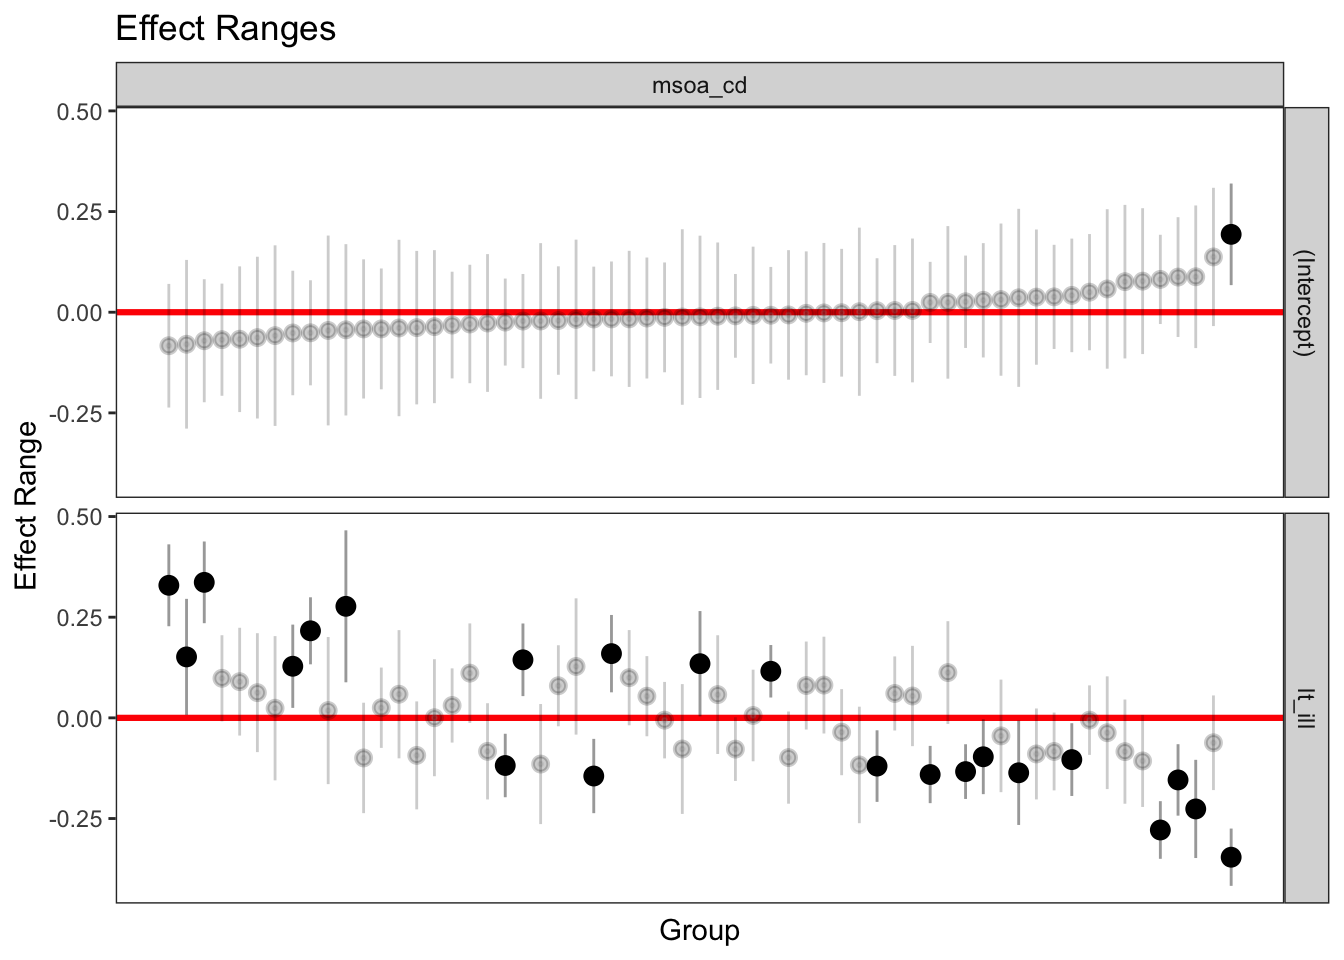 Effect Ranges
msoa_cd
0.50
0.25
0.00
-0.25
(Intercept)
Effect Range
0.50
0.25
0.00
-0.25
lt_ill
Group